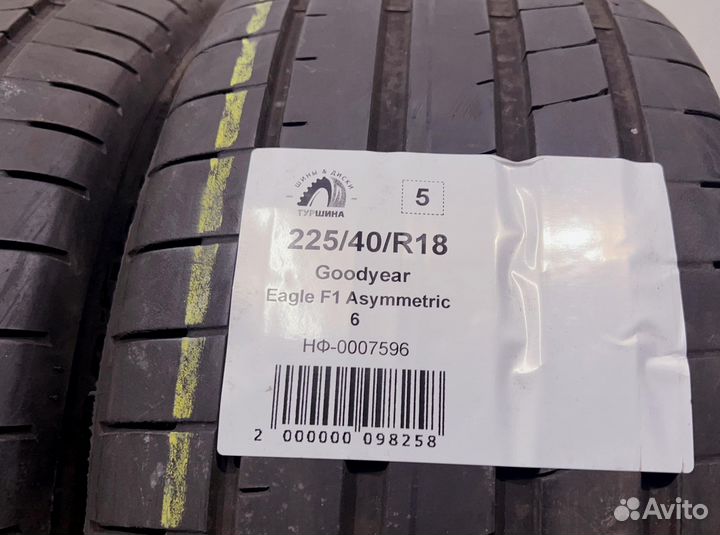 ШИНЫ & ДИСКИ
ТУРШИНА
5
225/40/R18
Goodyear
Eagle F1 Asymmetric
6
НФ-0007596
2 000000 098258
Avito